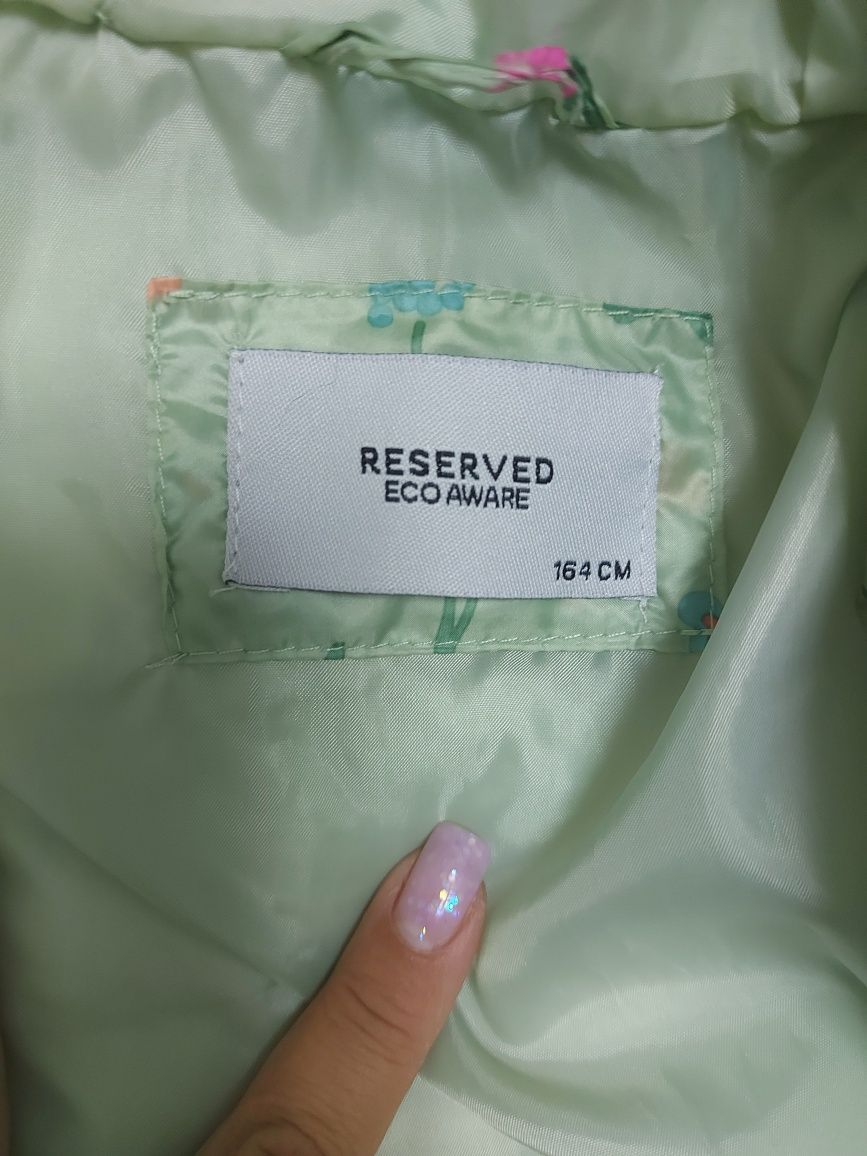 RESERVED
ECO AWARE
164 CM